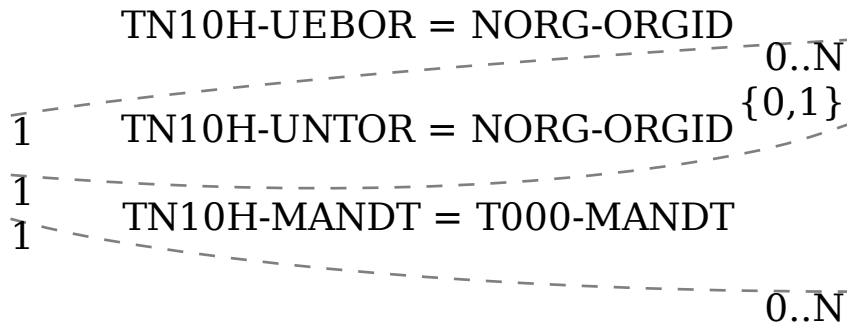 TN10H-UEBOR = NORG-ORGID
0..N
{0,1}
1 TN10H-UNTOR = NORG-ORGID
1
TN10H-MANDT = T000-MANDT
1
0..N